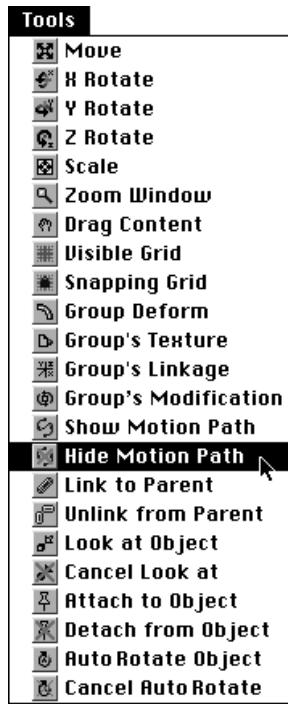 Tools
Move
X Rotate
Y Rotate
Z Rotate
Scale
Zoom Window
Drag Content
Visible Grid
Snapping Grid
Group Deform
Group's Texture
Group's Linkage
Group's Modification
Show Motion Path
Hide Motion Path
Link to Parent
Unlink from Parent
Look at Object
Cancel Look at
Attach to Object
Detach from Object
Auto Rotate Object
Cancel Auto Rotate